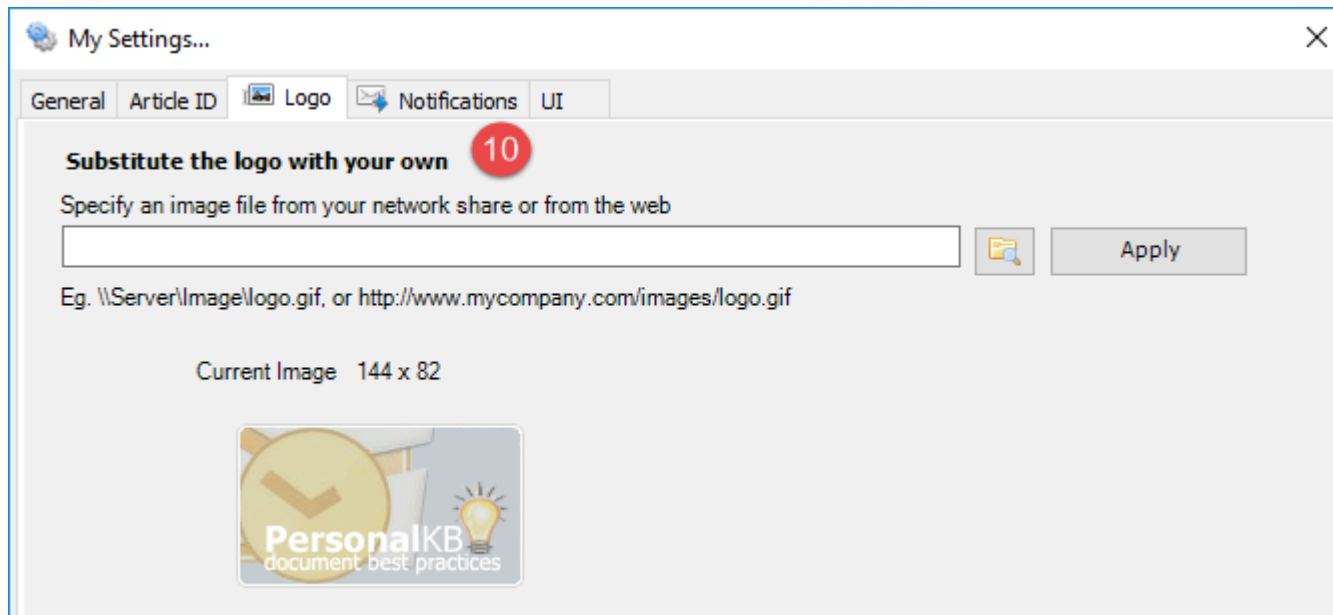 My Settings...
General Article ID Logo Notifications UI
Substitute the logo with your own 10
Specify an image file from your network share or from the web
Apply
Eg. \\Server\Image\logo.gif, or http://www.mycompany.com/images/logo.gif
Current Image 144 x 82
PersonalKB
document best practices